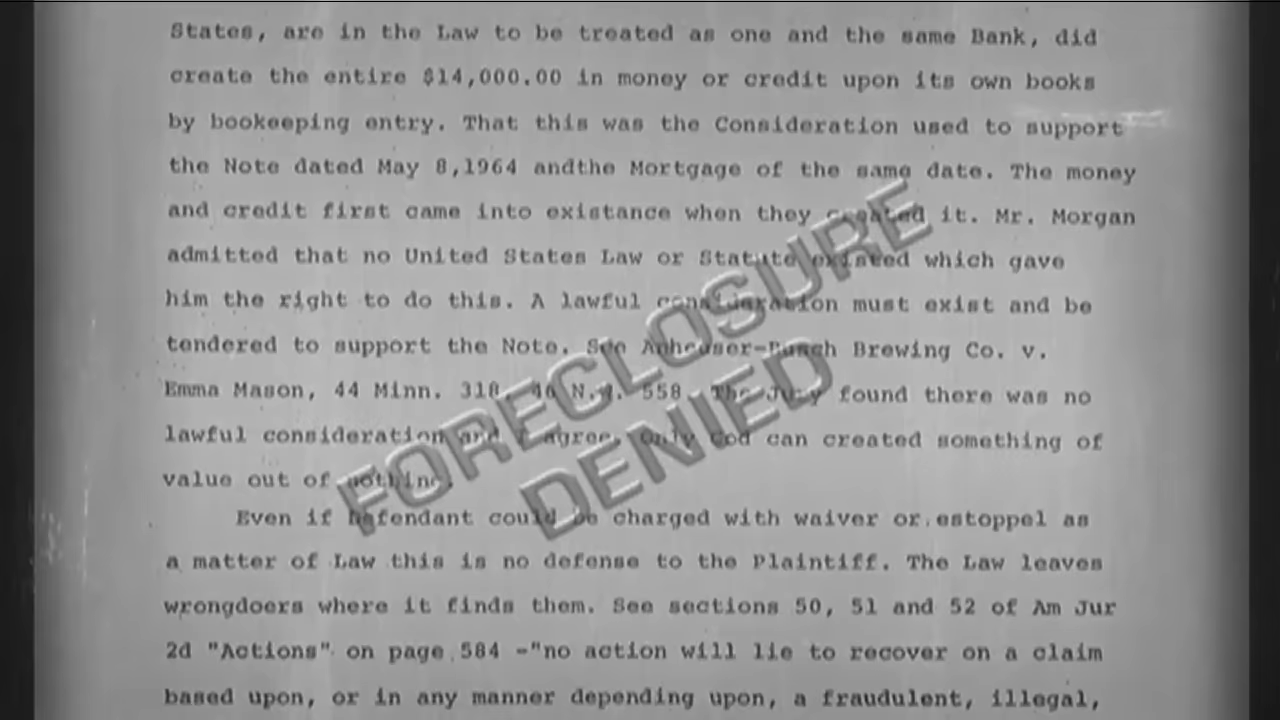 States, are in the Law to be treated as one and the same Bank, did
create the entire $14,000.00 in money or credit upon its own books
by bookeeping entry. That this was the Consideration used to support
the Note dated May 8,1964 andthe Mortgage of the same date. The money
and credit first came into existance when they created it. Mr. Morgan
admitted that no United States Law or Statute existed which gave
him the right to do this. A lawful consideration must exist and be
tendered to support the Note. See Anheuser-Busch Brewing Co. v.
Emma Mason, 44 Minn. 318, 46 N.W. 558. The Jury found there was no
lawful consideration and I agree. Only God can created something of
value out of nothing.
Even if Defendant could be charged with waiver or estoppel as
a matter of Law this is no defense to the Plaintiff. The Law leaves
wrongdoers where it finds them. See sections 50, 51 and 52 of Am Jur
2d "Actions" on page 584 -"no action will lie to recover on a claim
based upon, or in any manner depending upon, a fraudulent, illegal,
FORECLOSURE
DENIED